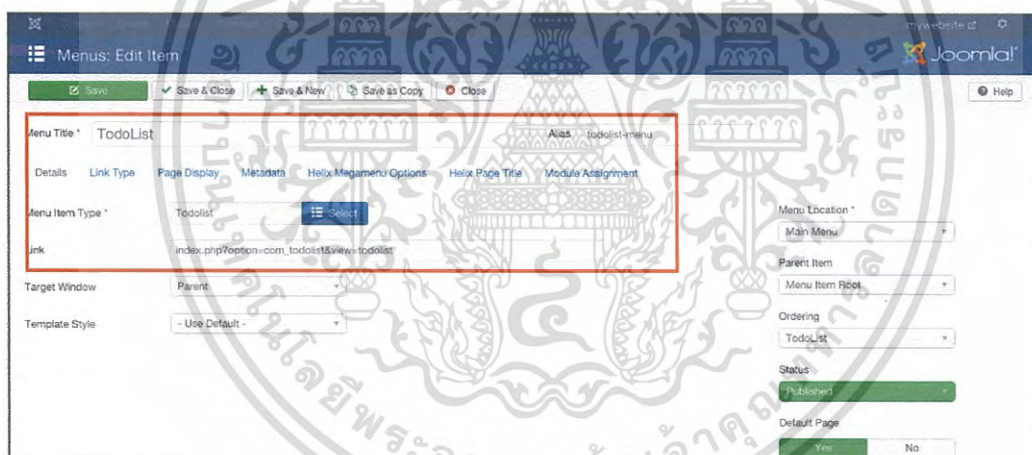 mywebsite
Menus: Edit Item
Joomla!
Save
Save & Close
Save & New
Save as Copy
Close
Help
Menu Title *
TodoList
Alias
todolist-menu
Details
Link Type
Page Display
Metadata
Helix Megamenu Options
Helix Page Title
Module Assignment
Menu Item Type *
Todolist
Select
Link
index.php?option=com_todolist&view=todolist
Target Window
Parent
Template Style
- Use Default -
Menu Location *
Main Menu
Parent Item
Menu Item Root
Ordering
TodoList
Status
Published
Default Page
Yes
No